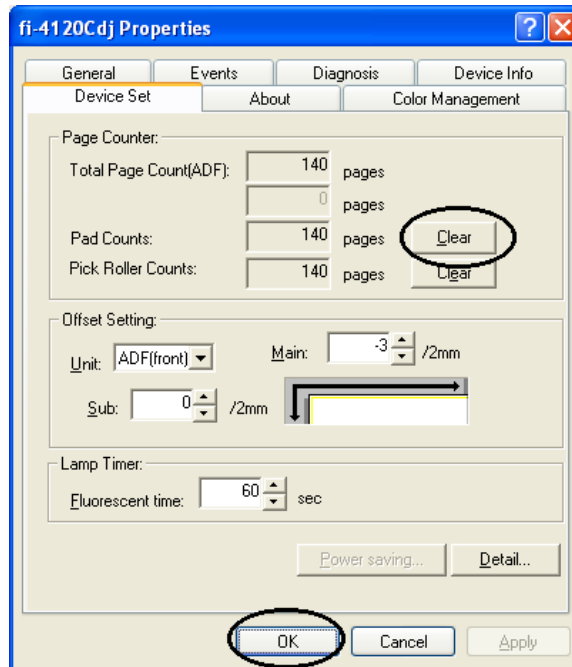 fi-4120Cdj Properties
General Events Diagnosis Device Info
Device Set About Color Management
Page Counter:
Total Page Count(ADF): 140 pages
0 pages
Pad Counts: 140 pages Clear
Pick Roller Counts: 140 pages Clear
Offset Setting:
Unit: ADF(front) Main: -3 /2mm
Sub: 0 /2mm
Lamp Timer:
Fluorescent time: 60 sec
Power saving... Detail...
OK Cancel Apply